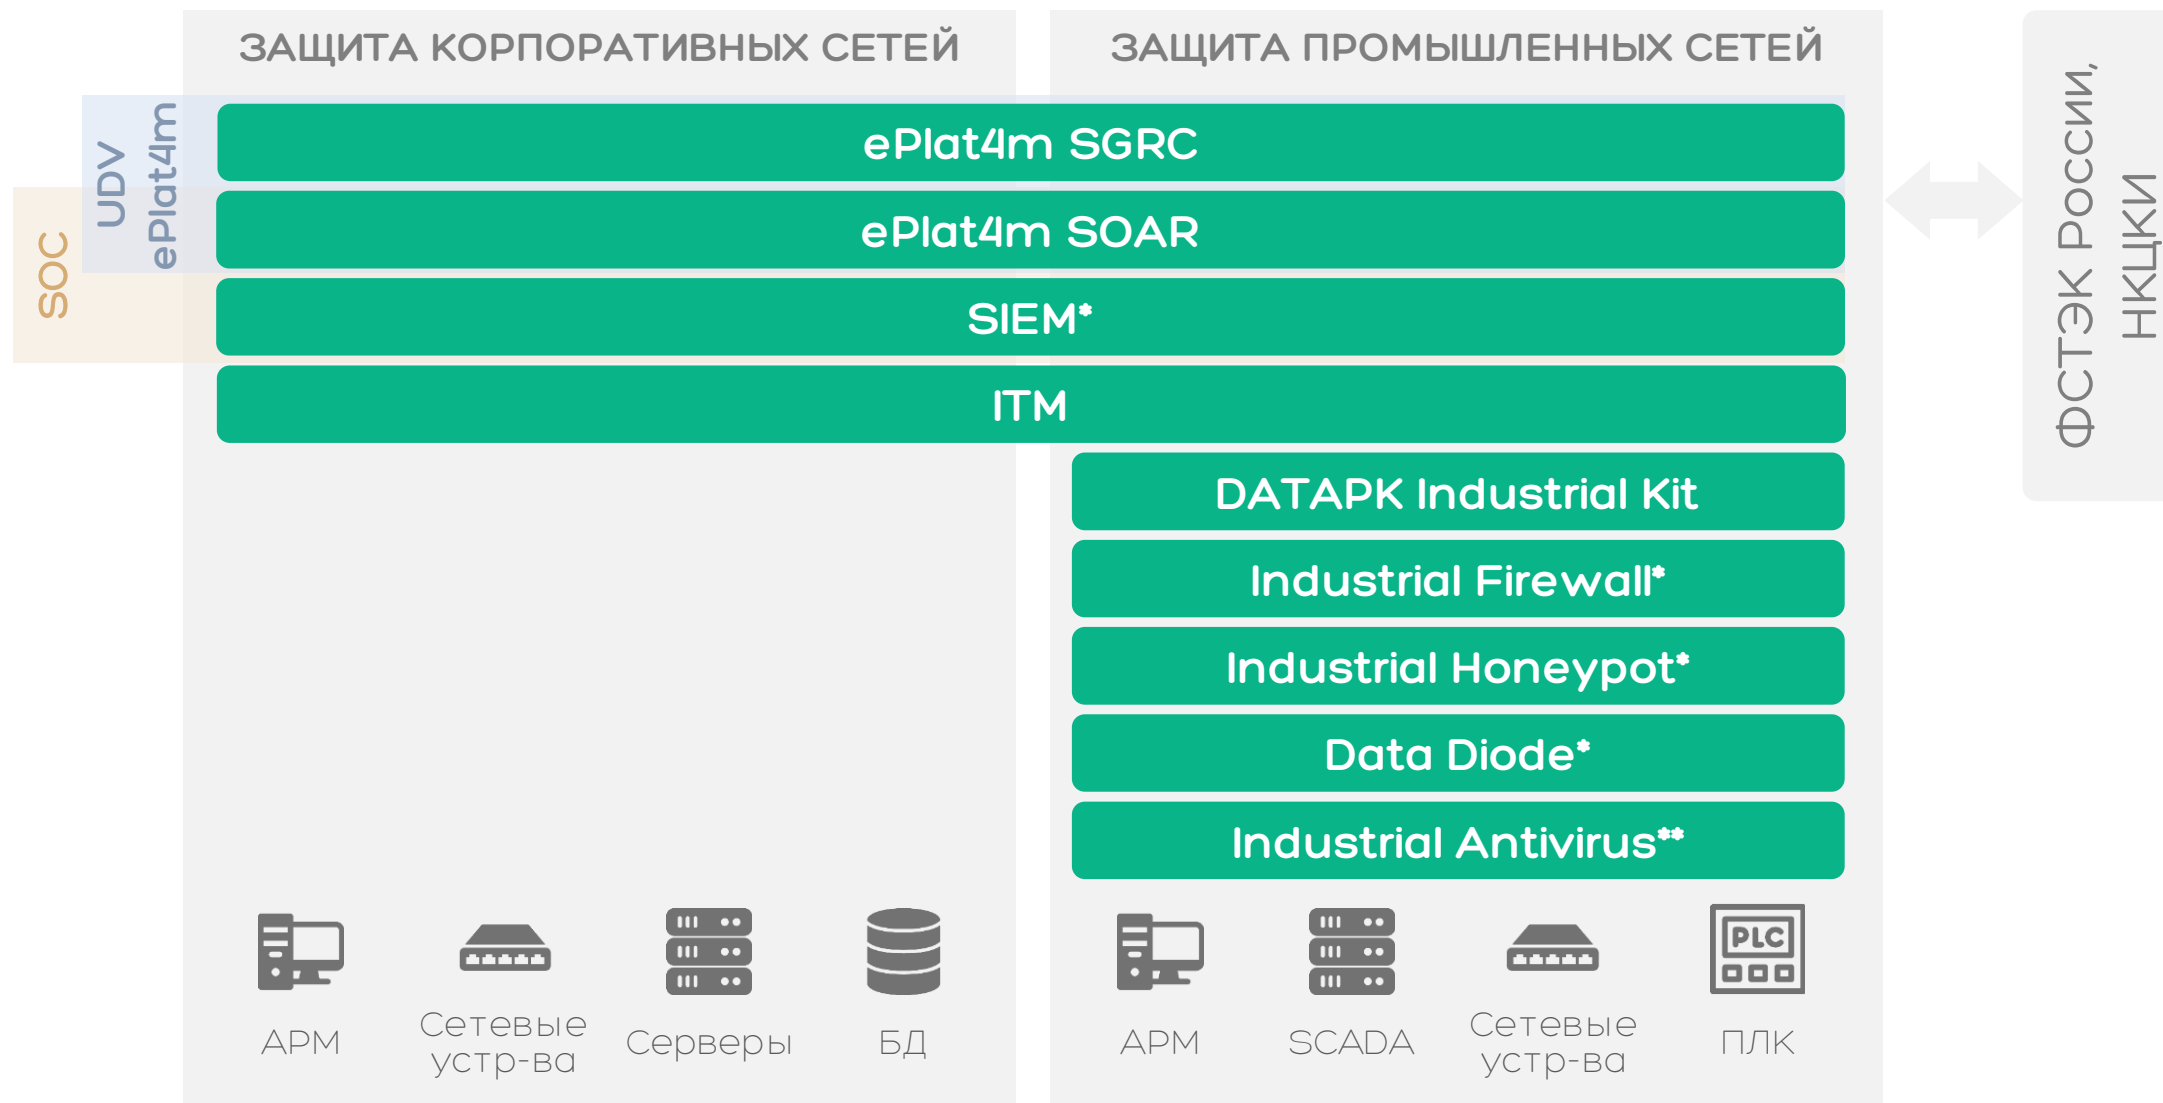 ЗАЩИТА КОРПОРАТИВНЫХ СЕТЕЙ
ЗАЩИТА ПРОМЫШЛЕННЫХ СЕТЕЙ
UDV
ePlat4m
SOC
ePlat4m SGRC
ePlat4m SOAR
SIEM*
ITM
DATAPK Industrial Kit
Industrial Firewall*
Industrial Honeypot*
Data Diode*
Industrial Antivirus**
ФСТЭК России,
НКЦКИ
АРМ
Сетевые
устр-ва
Серверы
БД
АРМ
SCADA
Сетевые
устр-ва
PLC
ПЛК